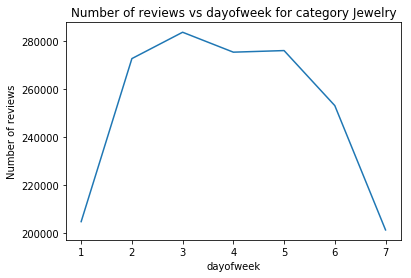 Number of reviews vs dayofweek for category Jewelry
Number of reviews
280000
260000
240000
220000
200000
1 2 3 4 5 6 7
dayofweek